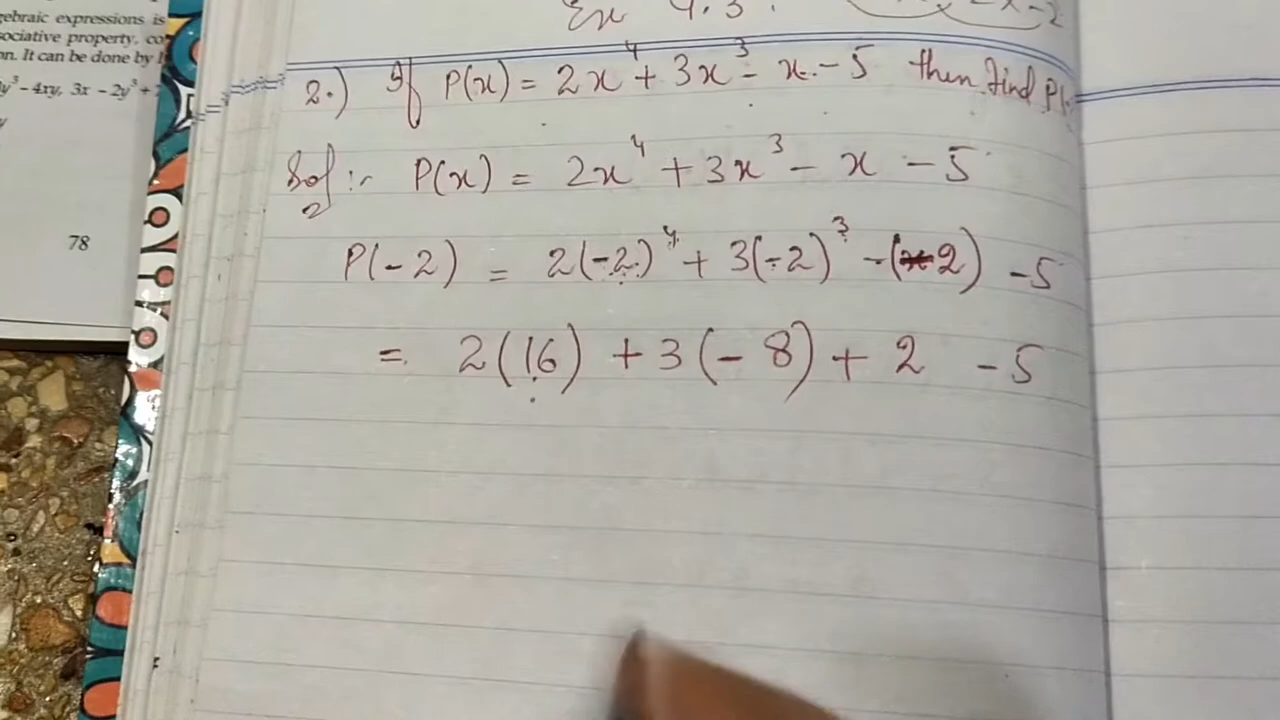 ebraic expressions is
sociative property, co
on. It can be done by
y³ - 4xy, 3x - 2y³ +
y
78
Ex 4.3.
2.) If P(x) = 2x⁴ + 3x³ - x - 5 then find P(
Sol :- P(x) = 2x⁴ + 3x³ - x - 5
P(-2) = 2(-2)⁴ + 3(-2)³ - (-2) - 5
= 2(16) + 3(-8) + 2 - 5